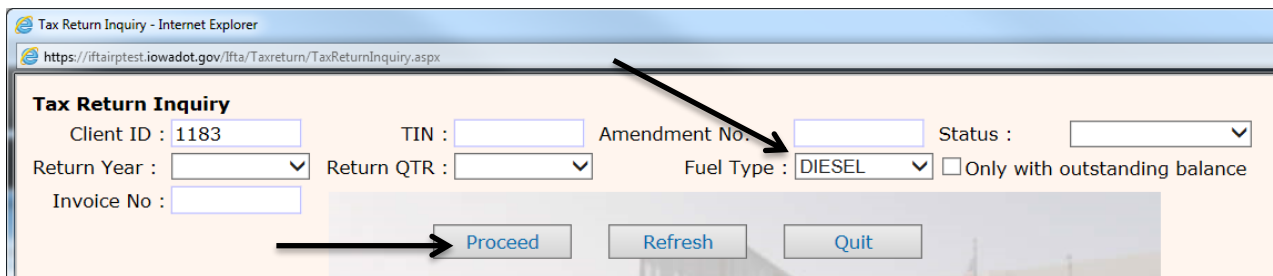 Tax Return Inquiry - Internet Explorer
https://iftairptest.iowadot.gov/Ifta/Taxreturn/TaxReturnInquiry.aspx
Tax Return Inquiry
Client ID : 1183 TIN : Amendment No. Status :
Return Year : Return QTR : Fuel Type : DIESEL Only with outstanding balance
Invoice No :
Proceed Refresh Quit